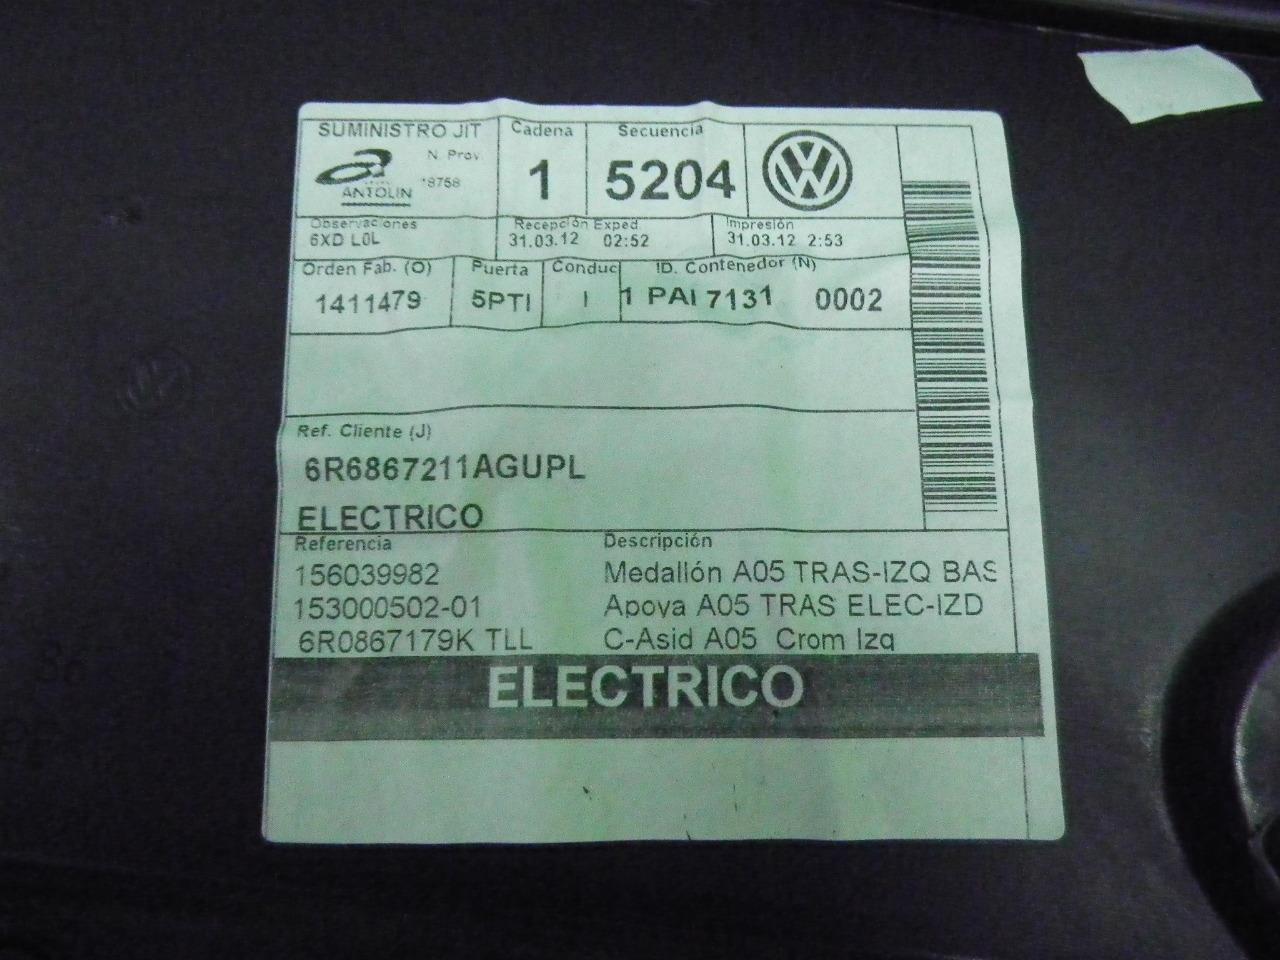 SUMINISTRO JIT
N. Prov
18758
ANTOLIN
Cadena
1
Secuencia
5204
Observaciones
6XD L0L
Recepción Exped.
31.03.12 02:52
Impresión
31.03.12 2:53
Orden Fab. (O)
1411479
Puerta
5PTI
Conduc
I
ID. Contenedor (N)
1 PAI 7131 0002
Ref. Cliente (J)
6R6867211AGUPL
ELECTRICO
Referencia Descripción
156039982 Medallón A05 TRAS-IZQ BAS
153000502-01 Apoya A05 TRAS ELEC-IZD
6R0867179K TLL C-Asid A05 Crom Izq
ELECTRICO